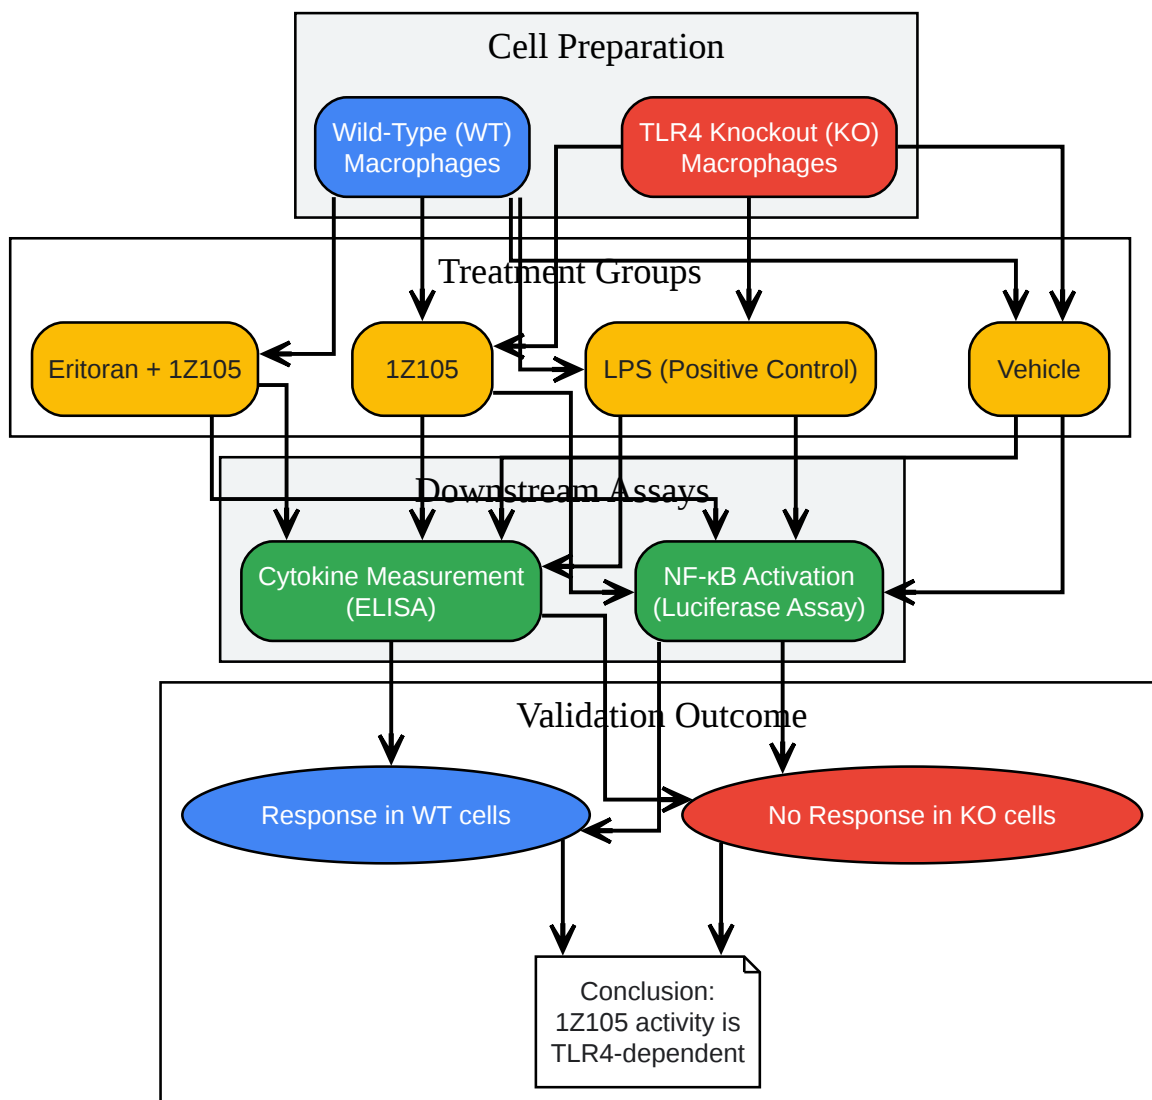 Cell Preparation
Wild-Type (WT)
Macrophages
TLR4 Knockout (KO)
Macrophages
Treatment Groups
Eritoran + 1Z105
1Z105
LPS (Positive Control)
Vehicle
Downstream Assays
Cytokine Measurement
(ELISA)
NF-κB Activation
(Luciferase Assay)
Validation Outcome
Response in WT cells
No Response in KO cells
Conclusion:
1Z105 activity is
TLR4-dependent